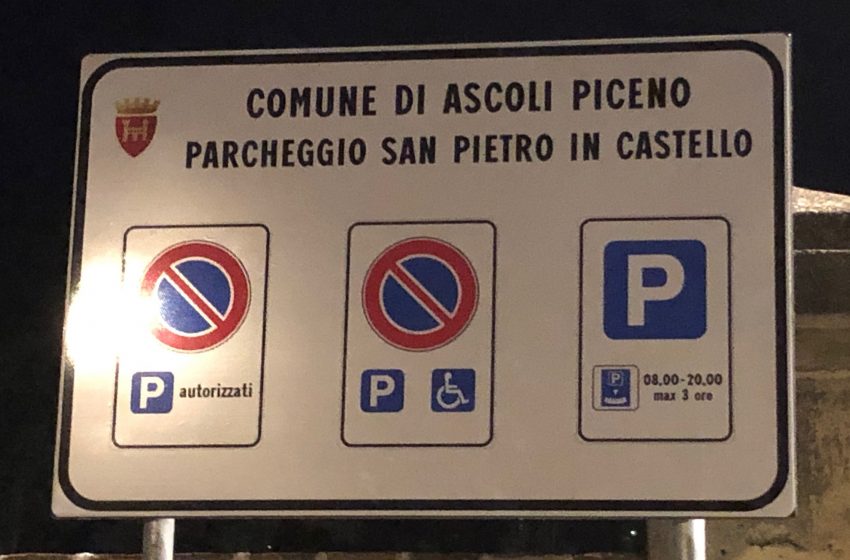 COMUNE DI ASCOLI PICENO
PARCHEGGIO SAN PIETRO IN CASTELLO
P autorizzati
P
P
P
08.00-20.00
max 3 ore